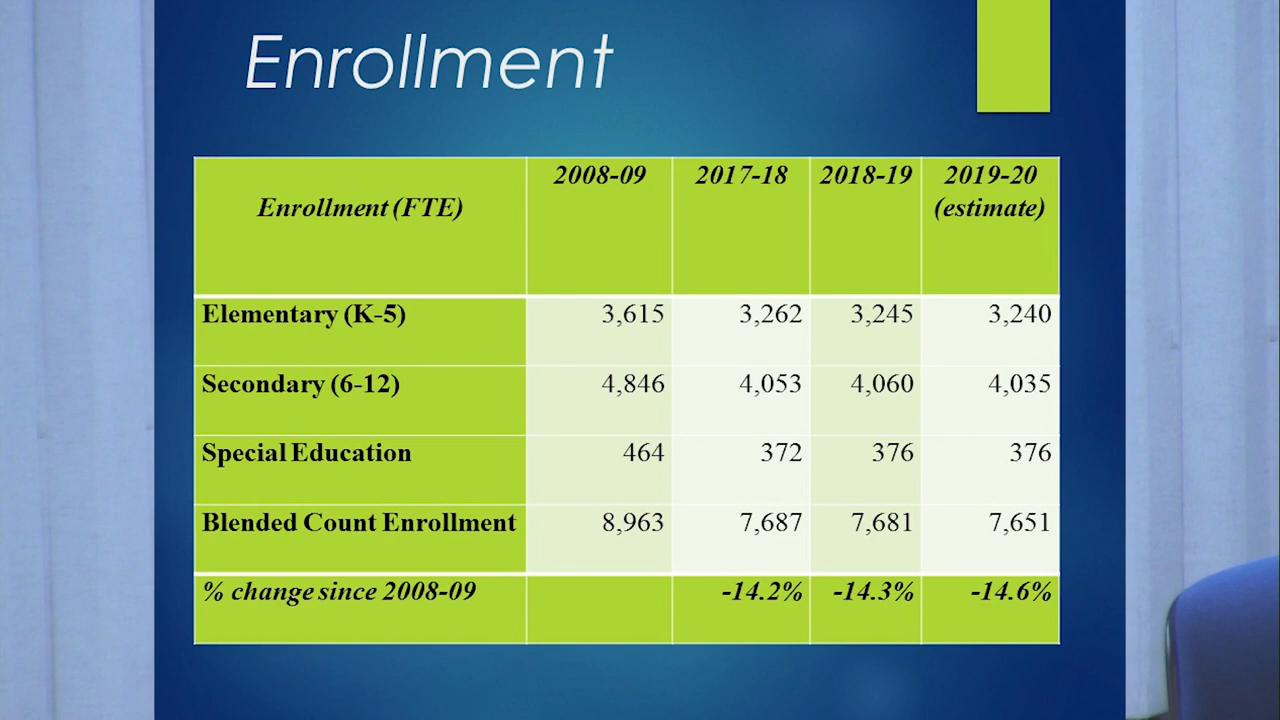 Enrollment
Enrollment (FTE) 2008-09 2017-18 2018-19 2019-20 (estimate)
Elementary (K-5) 3,615 3,262 3,245 3,240
Secondary (6-12) 4,846 4,053 4,060 4,035
Special Education 464 372 376 376
Blended Count Enrollment 8,963 7,687 7,681 7,651
% change since 2008-09 -14.2% -14.3% -14.6%